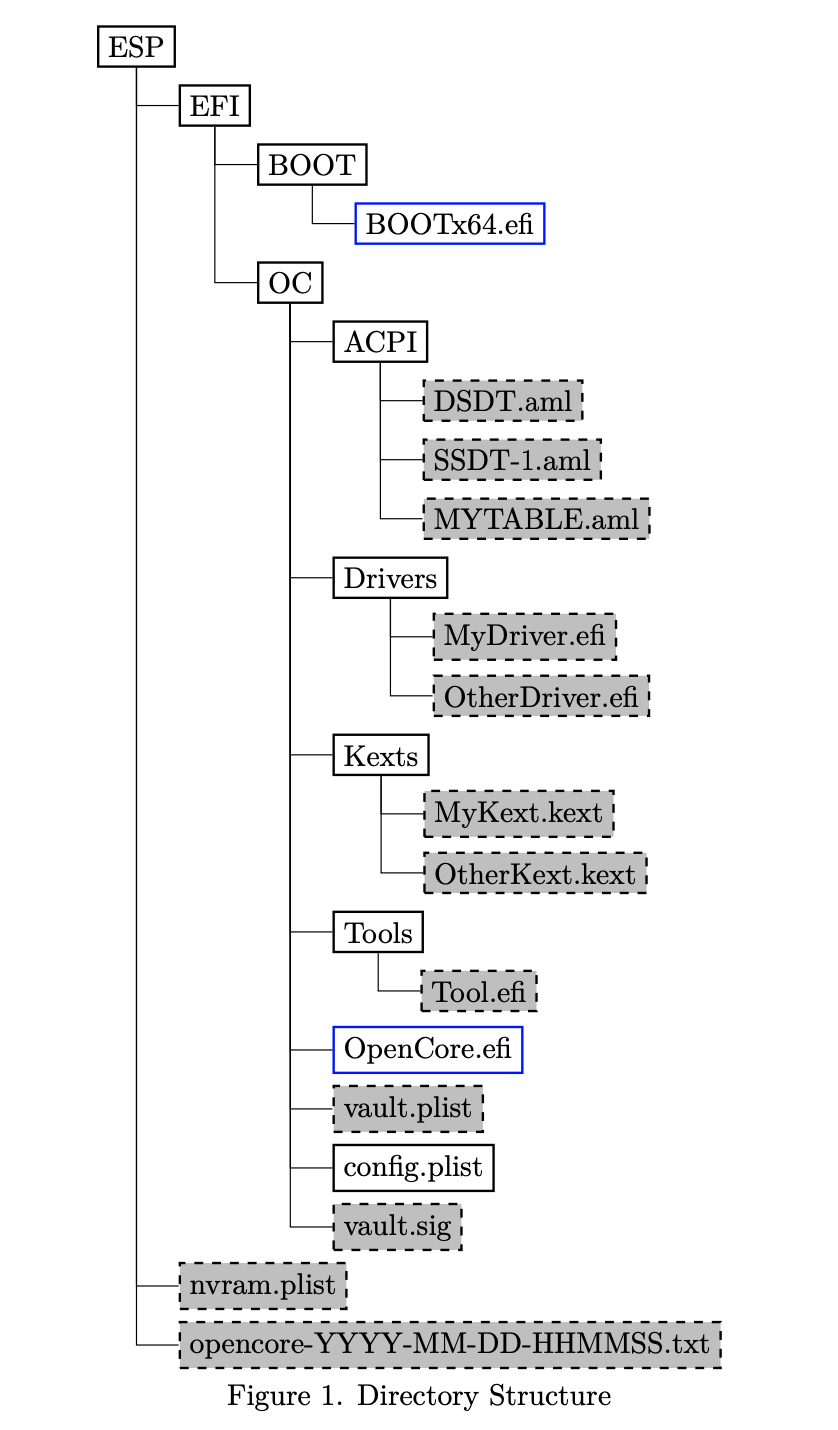 ESP
EFI
BOOT
BOOTx64.efi
OC
ACPI
DSDT.aml
SSDT-1.aml
MYTABLE.aml
Drivers
MyDriver.efi
OtherDriver.efi
Kexts
MyKext.kext
OtherKext.kext
Tools
Tool.efi
OpenCore.efi
vault.plist
config.plist
vault.sig
nvram.plist
opencore-YYYY-MM-DD-HHMMSS.txt
Figure 1. Directory Structure